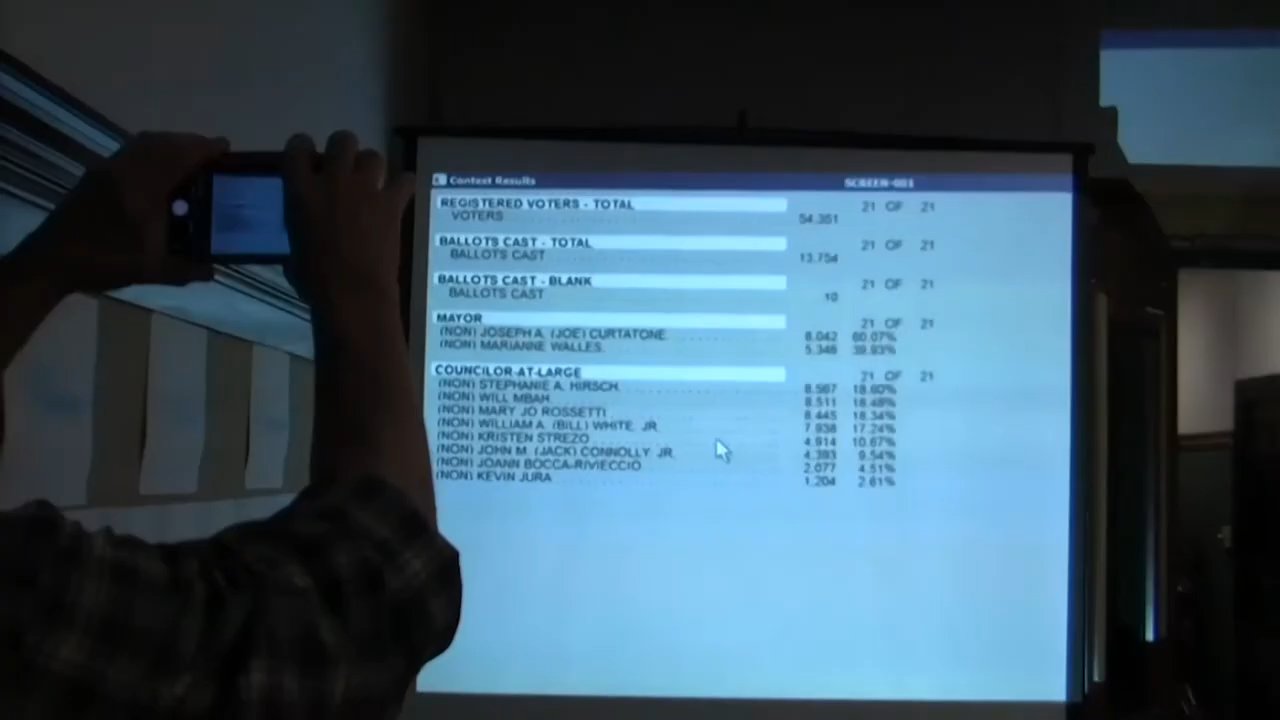 Contest Results SCREEN-001
REGISTERED VOTERS - TOTAL 21 OF 21
VOTERS 54,351
BALLOTS CAST - TOTAL 21 OF 21
BALLOTS CAST 13,754
BALLOTS CAST - BLANK 21 OF 21
BALLOTS CAST 10
MAYOR 21 OF 21
(NON) JOSEPH A. (JOE) CURTATONE 8,042 60.07%
(NON) MARIANNE WALLES 5,346 39.93%
COUNCILOR-AT-LARGE 21 OF 21
(NON) STEPHANIE A. HIRSCH 8,567 18.60%
(NON) WILL MBAH 8,511 18.48%
(NON) MARY JO ROSSETTI 8,445 18.34%
(NON) WILLIAM A. (BILL) WHITE, JR. 7,938 17.24%
(NON) KRISTEN STREZO 4,914 10.67%
(NON) JOHN M. (JACK) CONNOLLY, JR. 4,393 9.54%
(NON) JOANN BOCCA-RIVIECCIO 2,077 4.51%
(NON) KEVIN JURA 1,204 2.61%